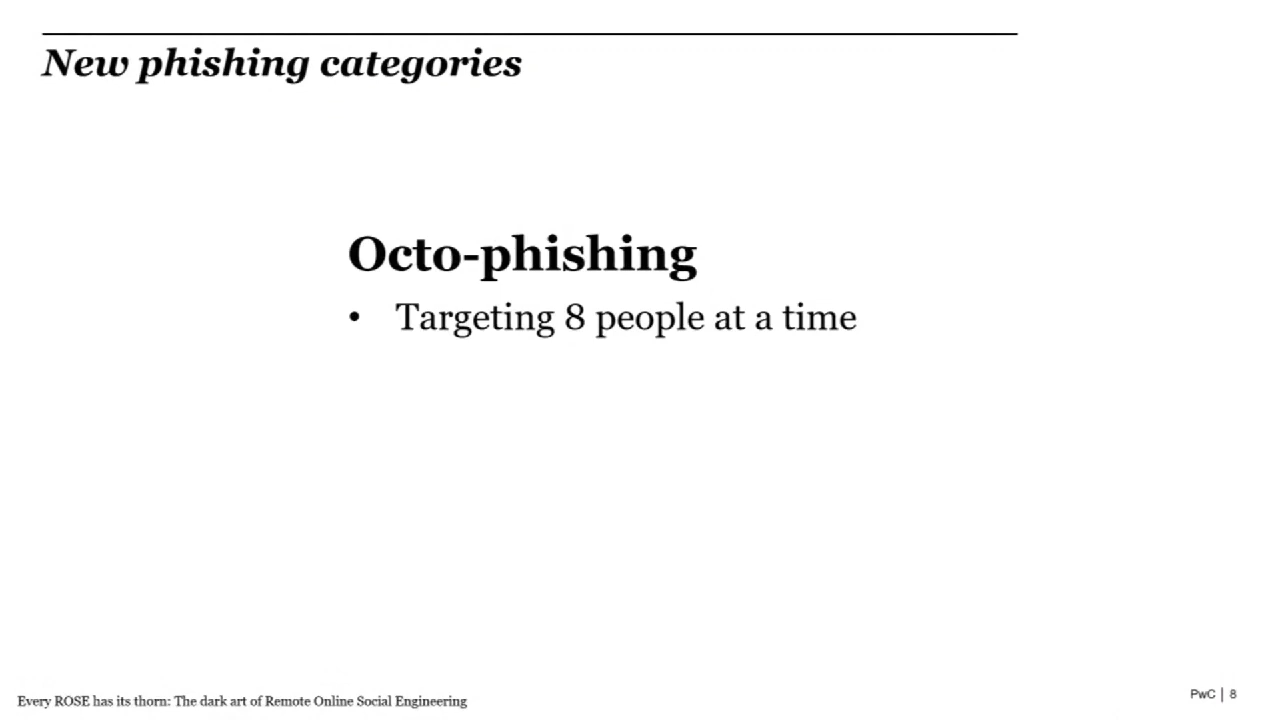 New phishing categories
Octo-phishing
• Targeting 8 people at a time
Every ROSE has its thorn: The dark art of Remote Online Social Engineering
PwC | 8